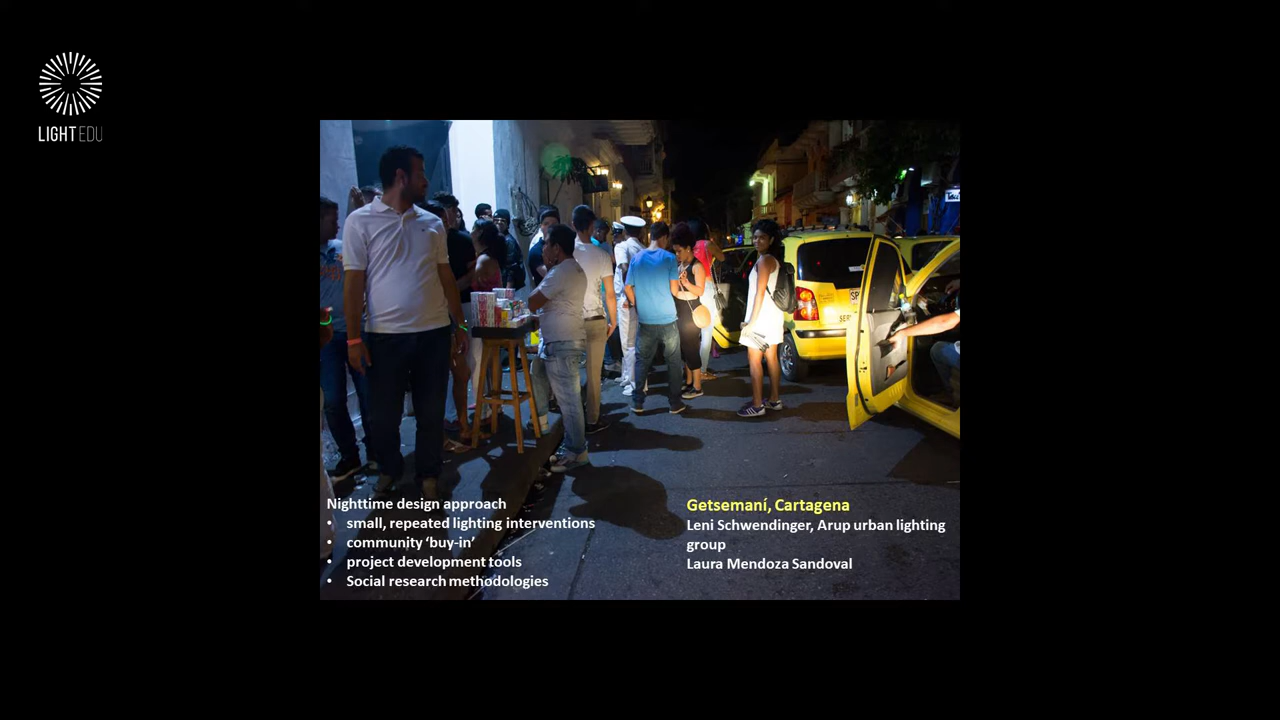 LIGHT EDU
Nighttime design approach
• small, repeated lighting interventions
• community ‘buy-in’
• project development tools
• Social research methodologies
Getsemaní, Cartagena
Leni Schwendinger, Arup urban lighting
group
Laura Mendoza Sandoval